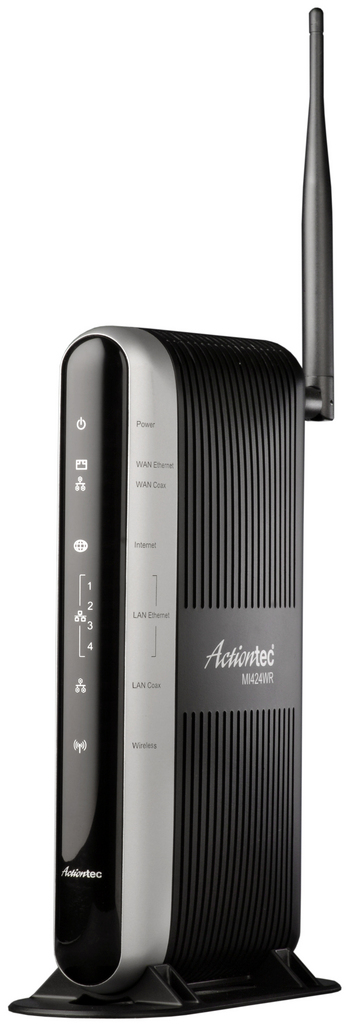 Power
WAN Ethernet
WAN Coax
Internet
1
2
LAN Ethernet
3
4
LAN Coax
Wireless
Actiontec
Actiontec
MI424WR